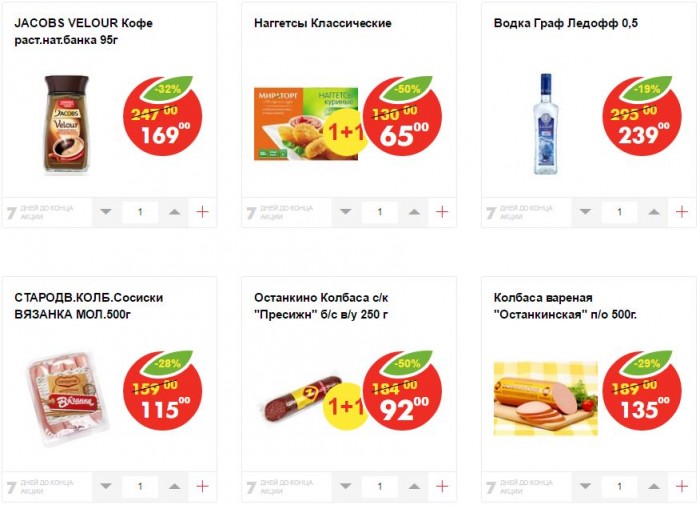 JACOBS VELOUR Кофе
раст.нат.банка 95г
JACOBS
Velour
-32%
247 00
169 00
7 ДНЕЙ ДО КОНЦА
АКЦИИ
1
Наггетсы Классические
МИРАТОРГ
НАГГЕТСЫ
КУРИНЫЕ
1+1
-50%
130 00
65 00
7 ДНЕЙ ДО КОНЦА
АКЦИИ
1
Водка Граф Ледофф 0,5
-19%
295 00
239 00
7 ДНЕЙ ДО КОНЦА
АКЦИИ
1
СТАРОДВ.КОЛБ.Сосиски
ВЯЗАНКА МОЛ.500г
Вязанка
-28%
159 00
115 00
7 ДНЕЙ ДО КОНЦА
АКЦИИ
1
Останкино Колбаса с/к
"Пресижн" б/с в/у 250 г
1+1
-50%
184 00
92 00
7 ДНЕЙ ДО КОНЦА
АКЦИИ
1
Колбаса вареная
"Останкинская" п/о 500г.
-29%
189 00
135 00
7 ДНЕЙ ДО КОНЦА
АКЦИИ
1